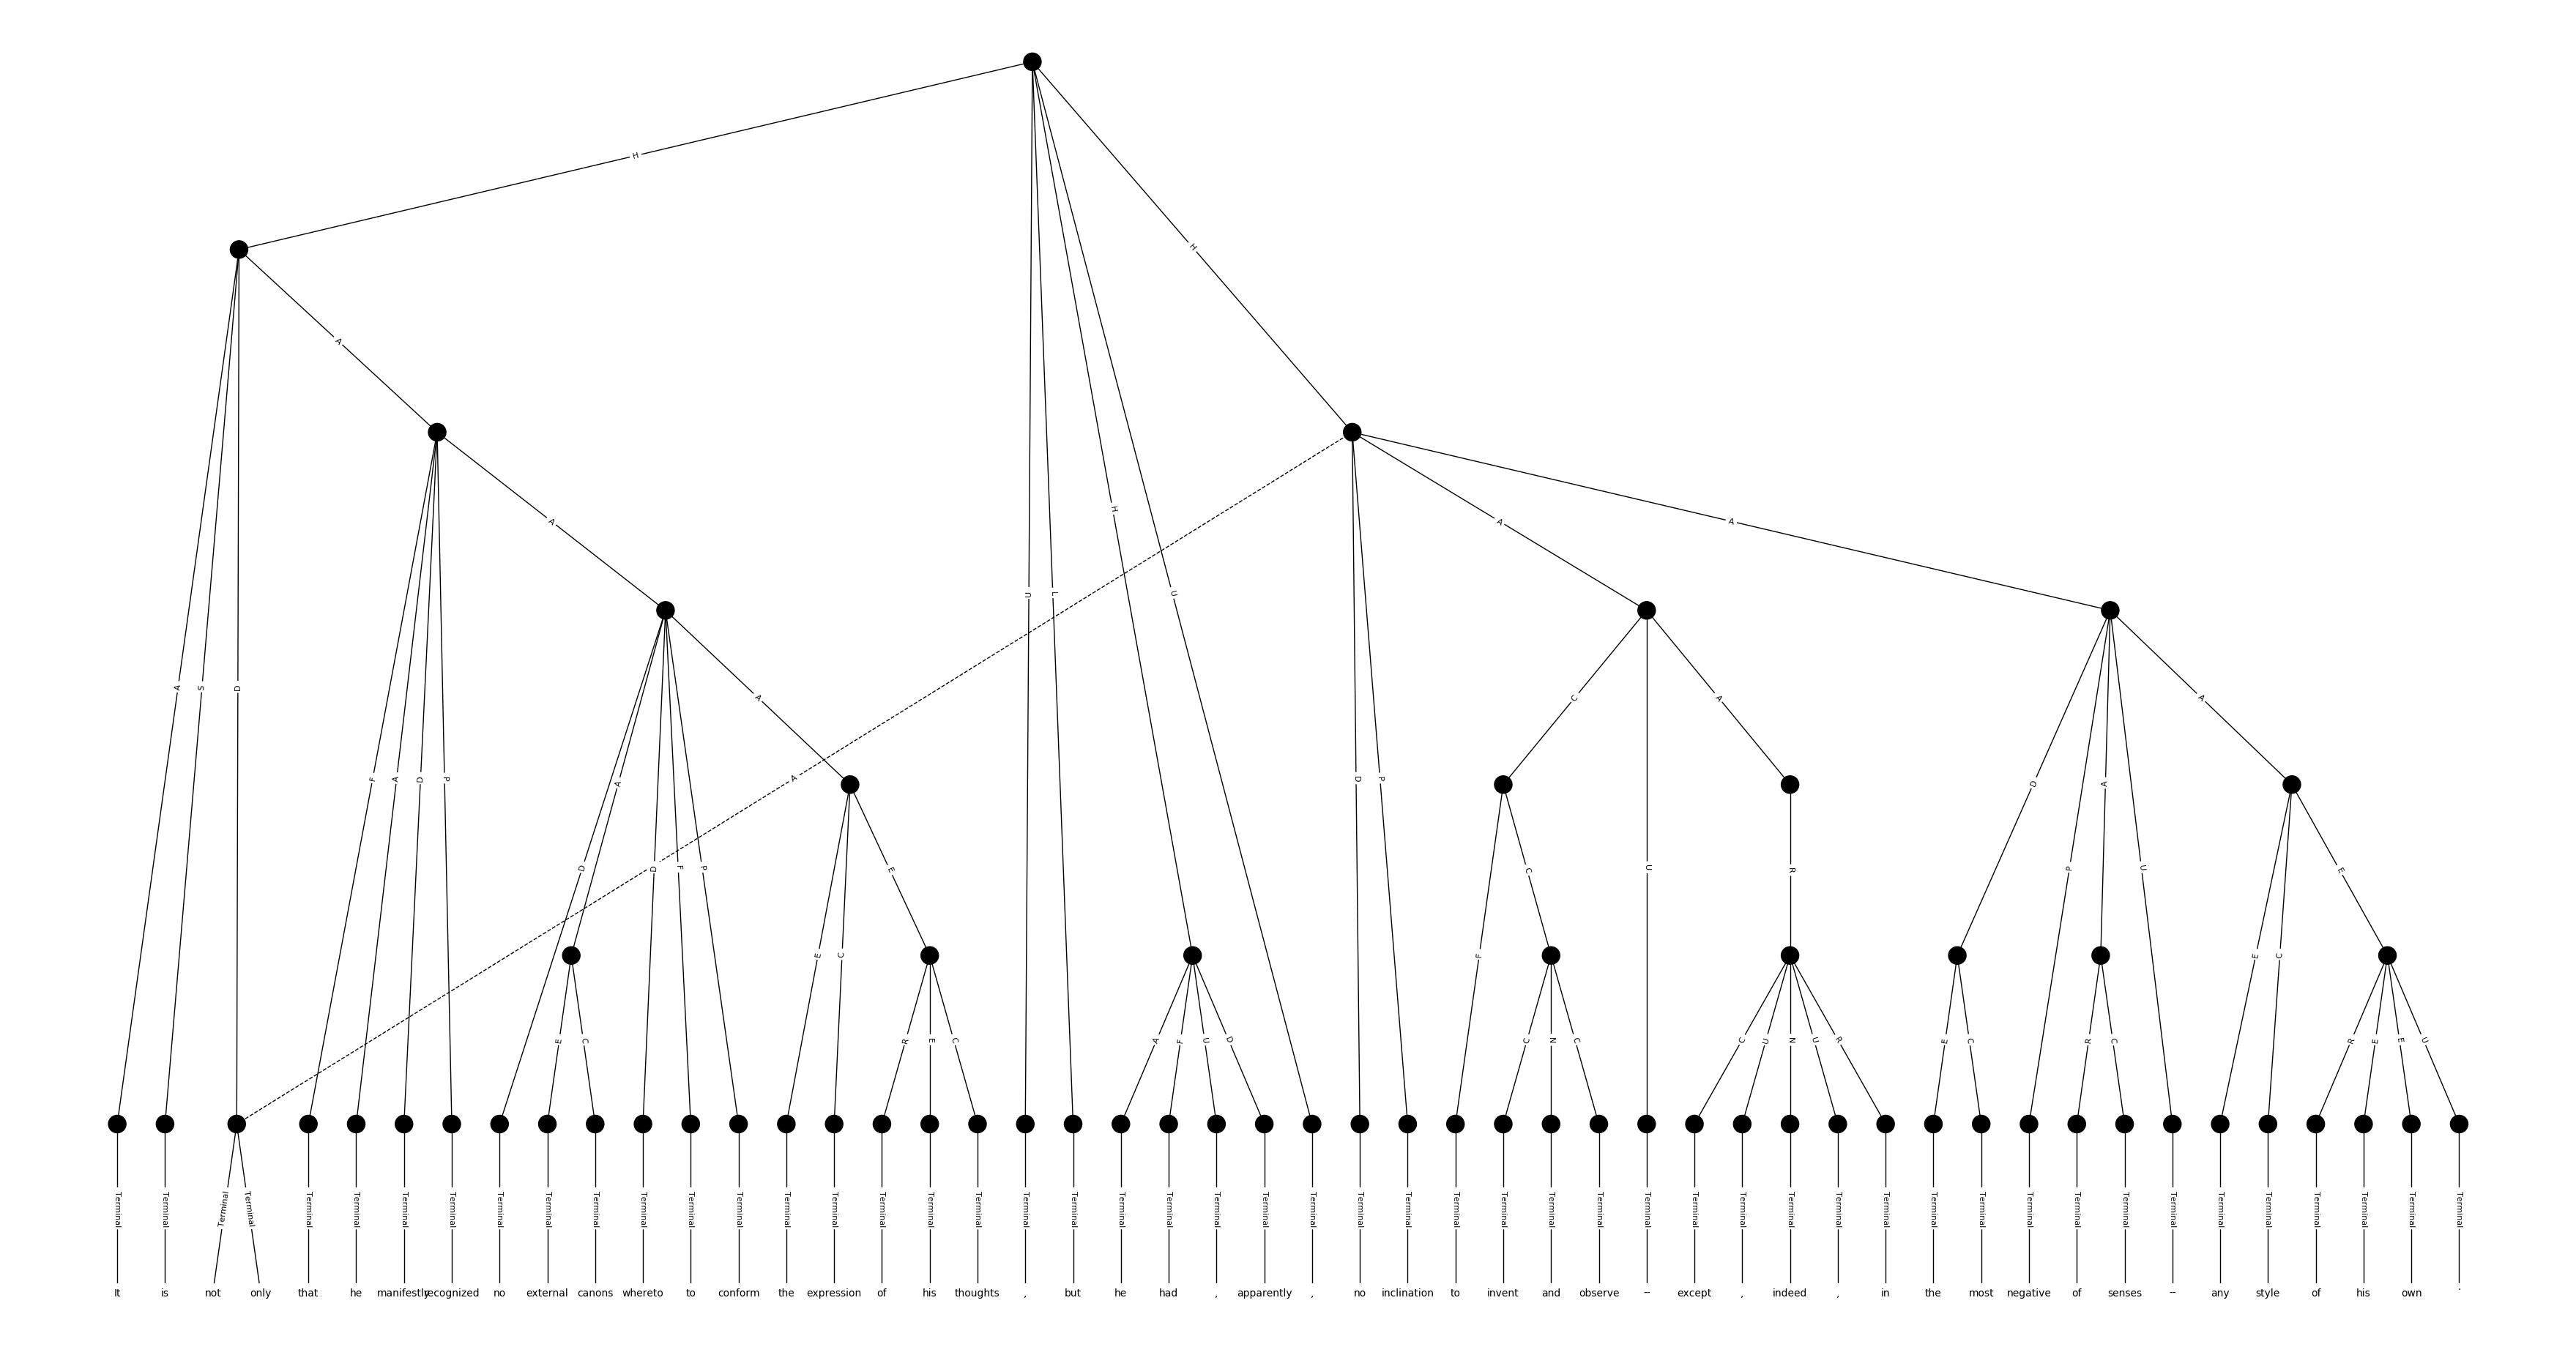 H
H
A
A
A
A
H
U
L
U
A
S
D
C
A
A
F
A
D
P
A
D
P
D
A
D
A
D
F
P
E
C
U
R
P
U
E
E
C
F
C
E
C
E
C
R
E
C
A
F
U
D
C
N
C
C
U
N
U
R
E
C
R
C
R
E
E
U
Terminal Terminal Terminal Terminal Terminal Terminal Terminal Terminal Terminal Terminal Terminal Terminal Terminal Terminal Terminal Terminal Terminal Terminal Terminal Terminal Terminal Terminal Terminal Terminal Terminal Terminal Terminal Terminal Terminal Terminal Terminal Terminal Terminal Terminal Terminal Terminal Terminal Terminal Terminal Terminal Terminal Terminal Terminal Terminal Terminal Terminal Terminal Terminal Terminal
It is not only that he manifestly recognized no external canons whereto to conform the expression of his thoughts , but he had , apparently , no inclination to invent and observe -- except , indeed , in the most negative of senses -- any style of his own .